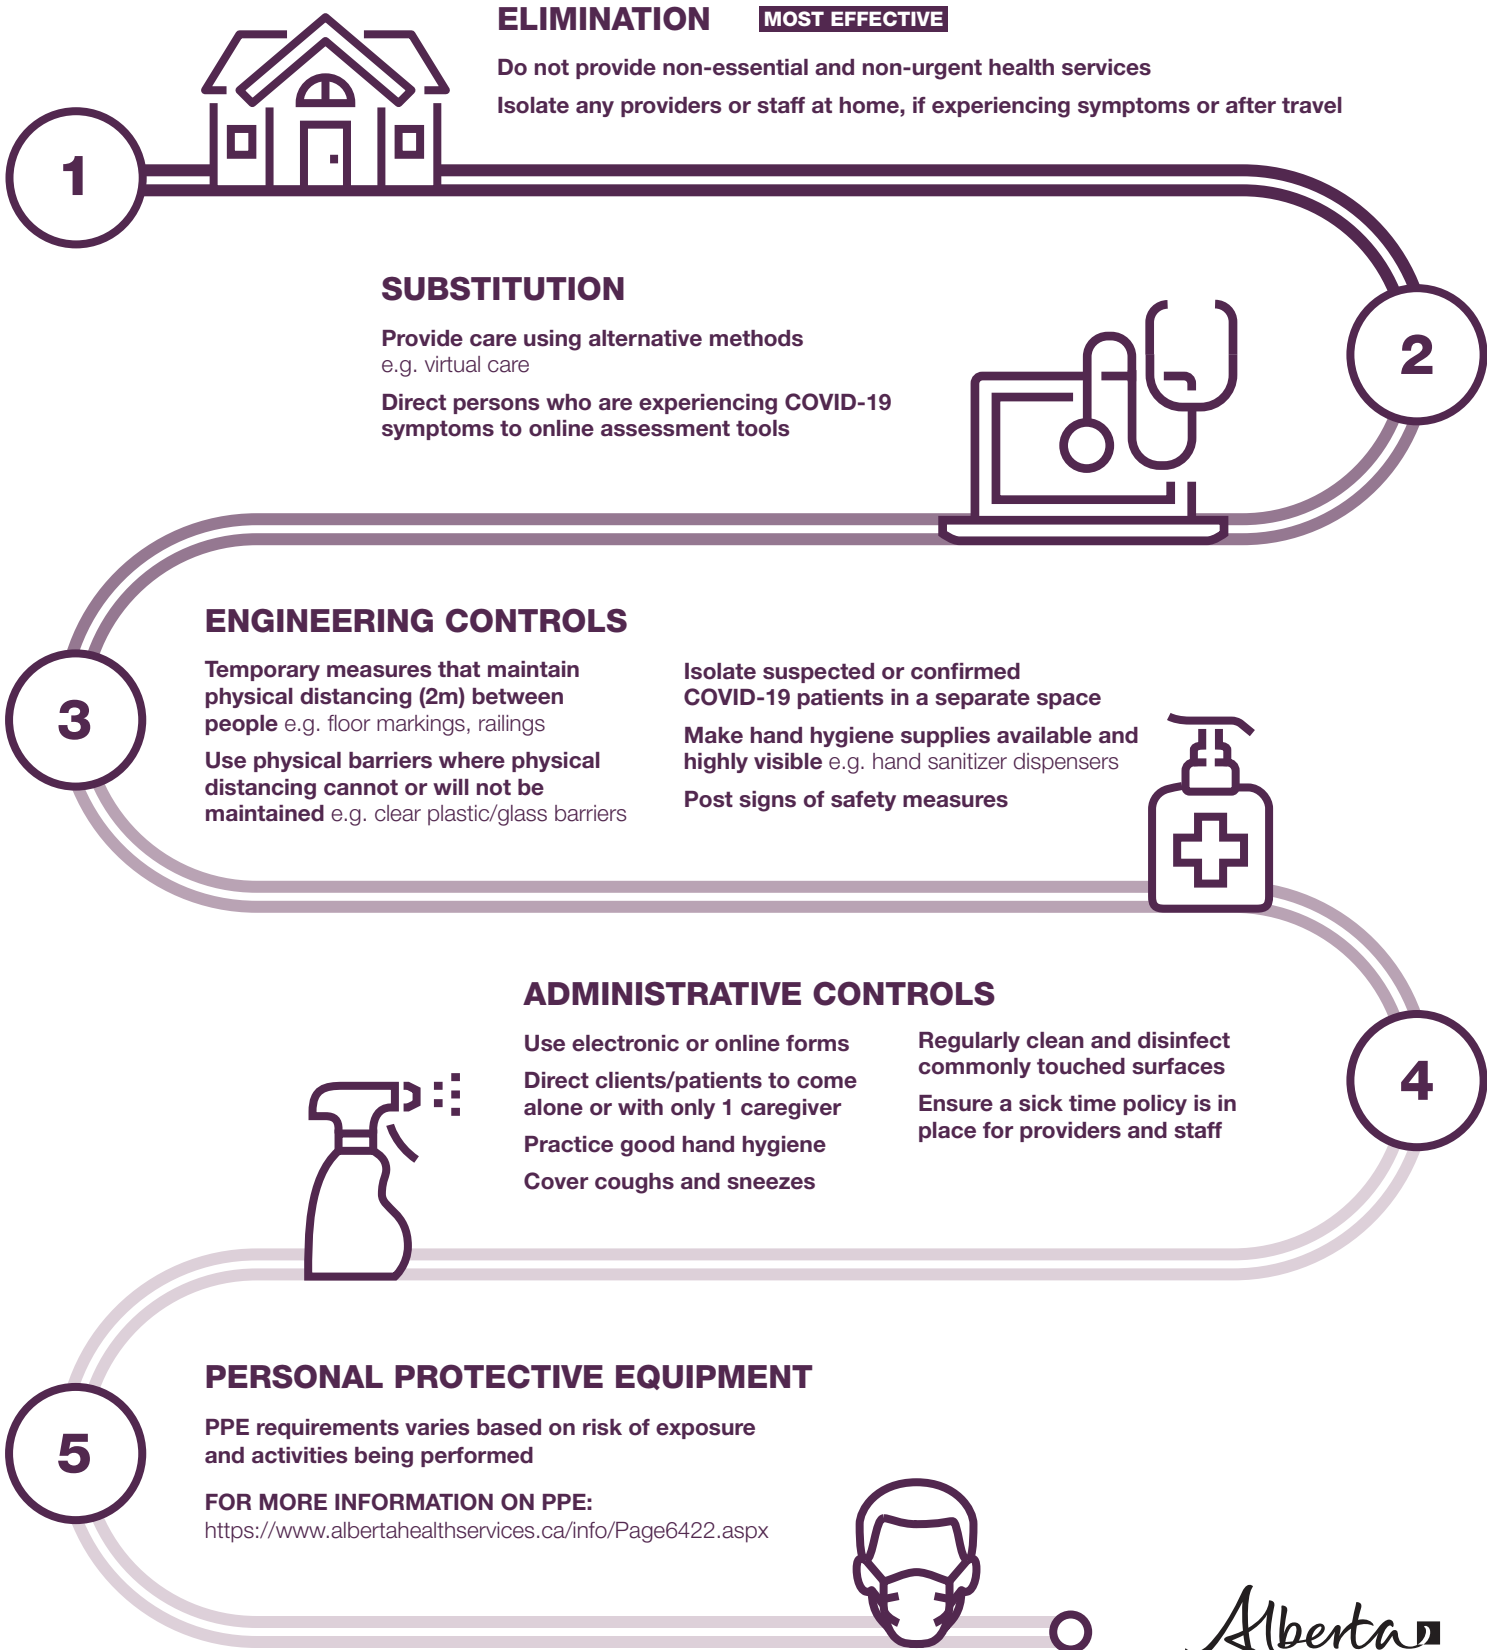 ELIMINATION MOST EFFECTIVE
Do not provide non-essential and non-urgent health services
Isolate any providers or staff at home, if experiencing symptoms or after travel
1
SUBSTITUTION
Provide care using alternative methods
e.g. virtual care
Direct persons who are experiencing COVID-19
symptoms to online assessment tools
2
ENGINEERING CONTROLS
Temporary measures that maintain
physical distancing (2m) between
people e.g. floor markings, railings
Use physical barriers where physical
distancing cannot or will not be
maintained e.g. clear plastic/glass barriers
Isolate suspected or confirmed
COVID-19 patients in a separate space
Make hand hygiene supplies available and
highly visible e.g. hand sanitizer dispensers
Post signs of safety measures
3
ADMINISTRATIVE CONTROLS
Use electronic or online forms
Direct clients/patients to come
alone or with only 1 caregiver
Practice good hand hygiene
Cover coughs and sneezes
Regularly clean and disinfect
commonly touched surfaces
Ensure a sick time policy is in
place for providers and staff
4
PERSONAL PROTECTIVE EQUIPMENT
PPE requirements varies based on risk of exposure
and activities being performed
FOR MORE INFORMATION ON PPE:
https://www.albertahealthservices.ca/info/Page6422.aspx
5
Alberta